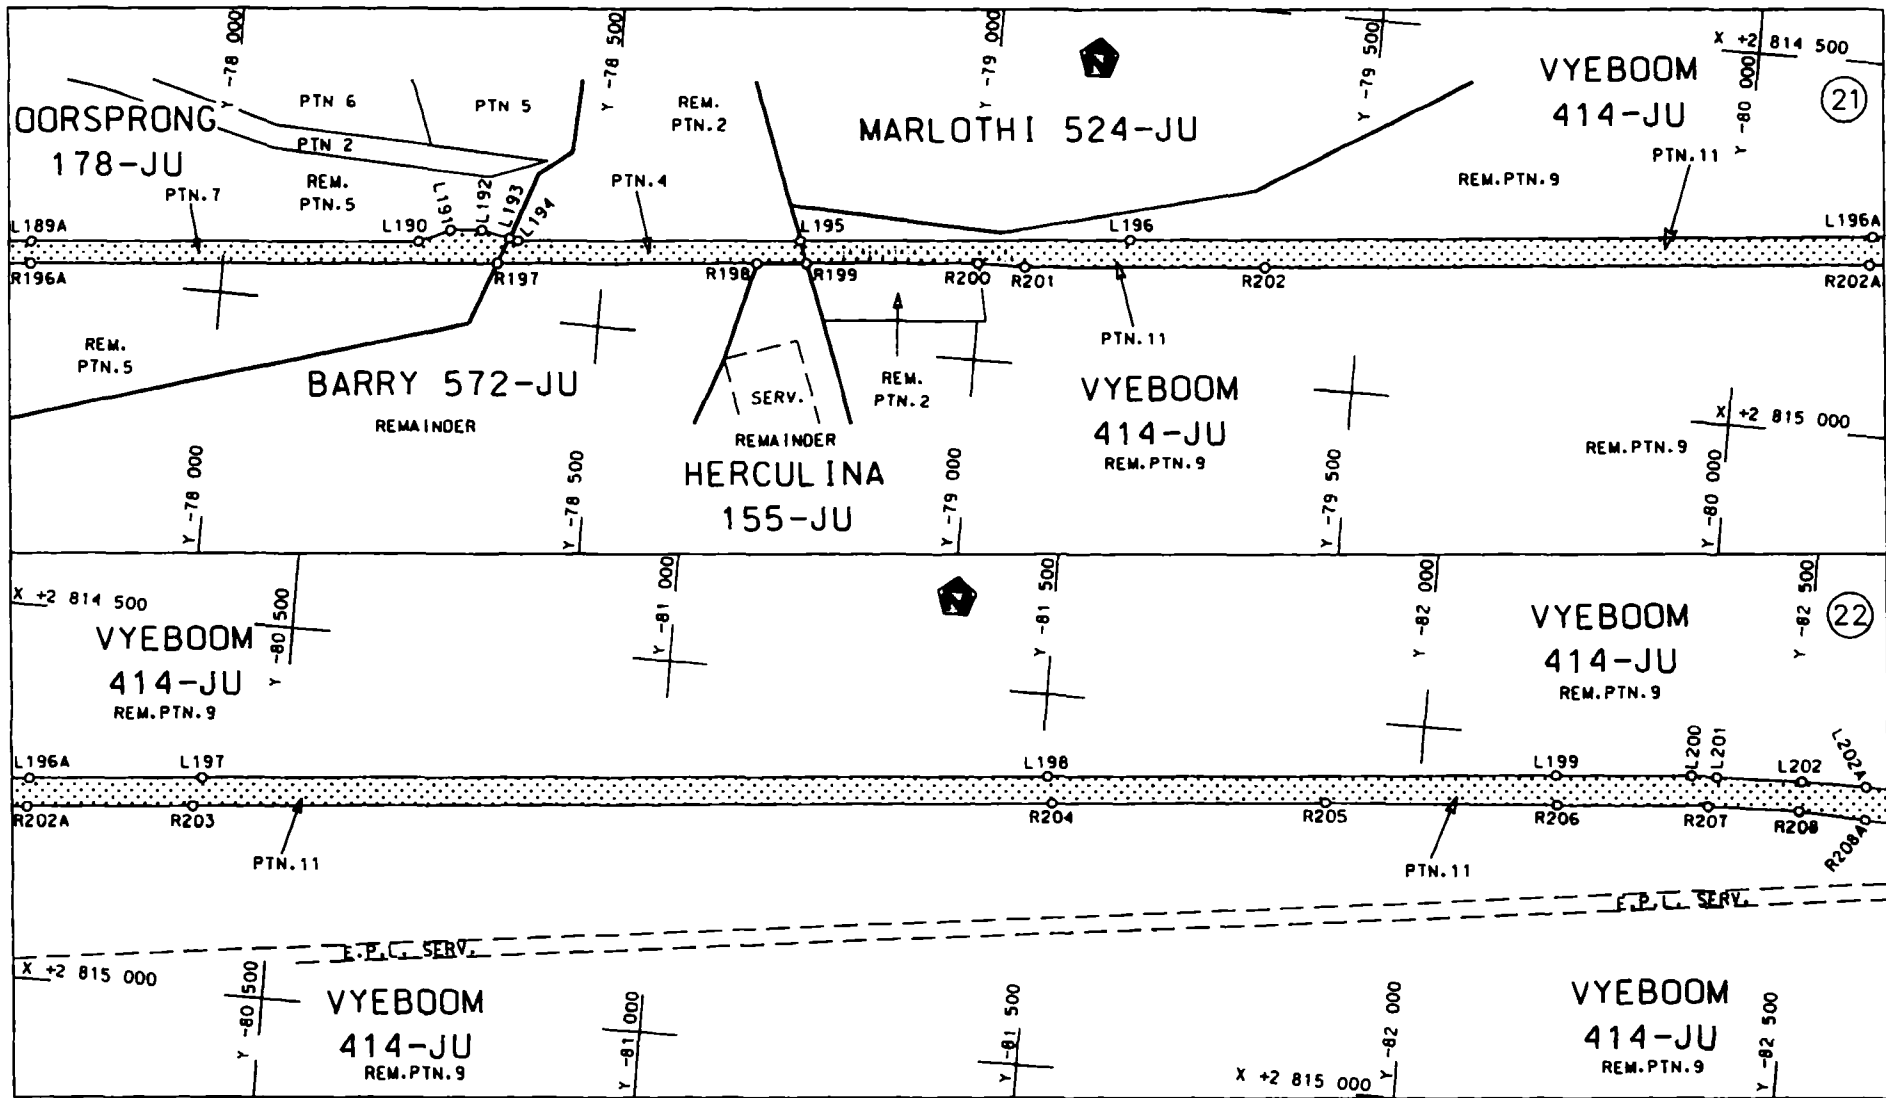 Y -78 000
Y -78 500
Y -79 000
Y -79 500
X +2 814 500
Y -80 000
21
N
VYEBOOM
414-JU
OORSPRONG
178-JU
PTN 6
PTN 5
PTN 2
REM.
PTN.2
MARLOTHI 524-JU
PTN.11
REM.PTN.9
PTN.7
REM.
PTN.5
L191
L192
L193
L194
PTN.4
L189A
L190
L195
L196
L196A
R196A
R197
R198
R199
R200
R201
R202
R202A
REM.
PTN.5
BARRY 572-JU
REMAINDER
SERV.
REM.
PTN.2
PTN.11
VYEBOOM
414-JU
REM.PTN.9
X +2 815 000
REM.PTN.9
REMAINDER
HERCULINA
155-JU
Y -78 000
Y -78 500
Y -79 000
Y -79 500
Y -80 000
X +2 814 500
Y -80 500
Y -81 000
N
Y -81 500
Y -82 000
Y -82 500
22
VYEBOOM
414-JU
REM.PTN.9
VYEBOOM
414-JU
REM.PTN.9
L196A
L197
L198
L199
L200
L201
L202
L202A
R202A
R203
R204
R205
R206
R207
R208
R208A
PTN.11
PTN.11
E.P.L. SERV.
E.P.L. SERV.
X +2 815 000
Y -80 500
VYEBOOM
414-JU
REM.PTN.9
Y -81 000
Y -81 500
X +2 815 000
Y -82 000
VYEBOOM
414-JU
REM.PTN.9
Y -82 500